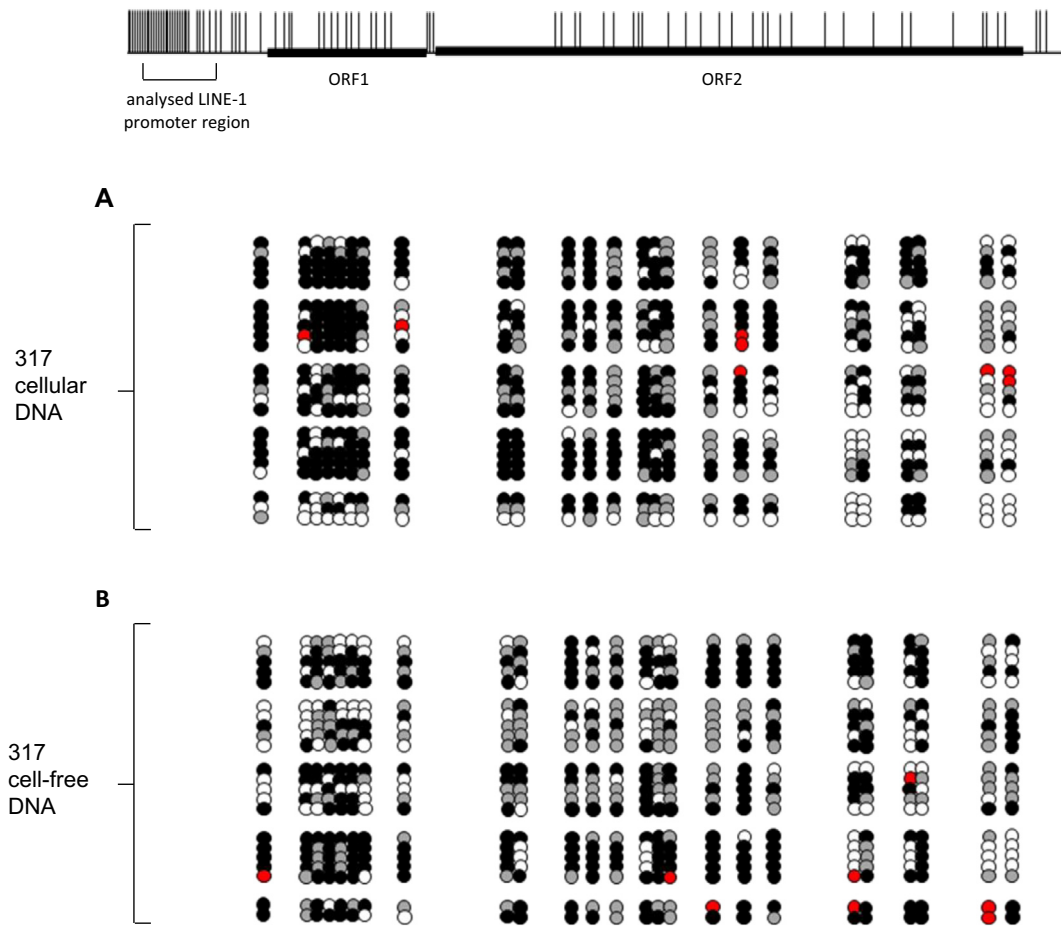 ORF1
ORF2
analysed LINE-1
promoter region
A
317
cellular
DNA
B
317
cell-free
DNA